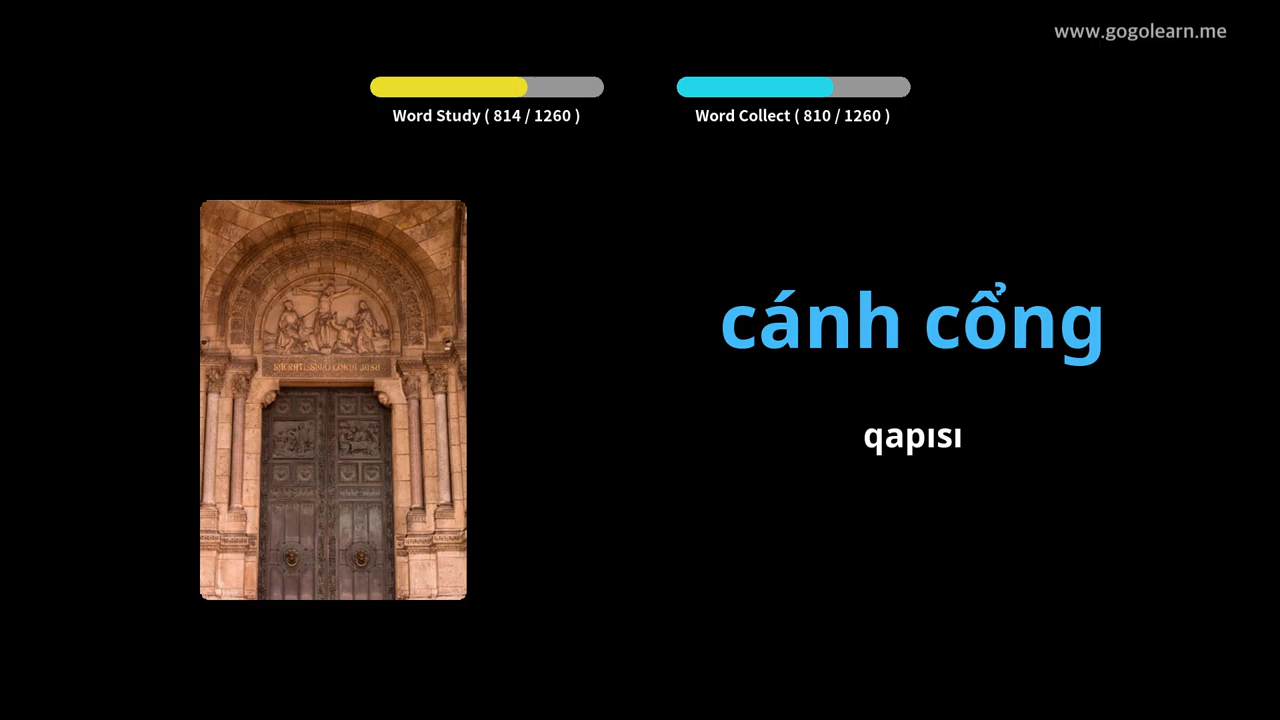 www.gogolearn.me
Word Study ( 814 / 1260 )
Word Collect ( 810 / 1260 )
cánh cổng
qapısı